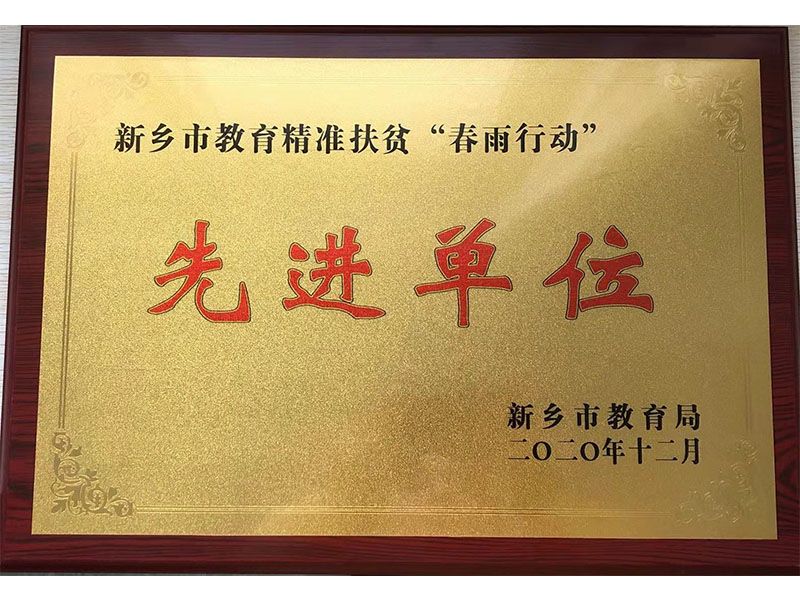 新乡市教育精准扶贫“春雨行动”
先进单位
新乡市教育局
二〇二〇年十二月